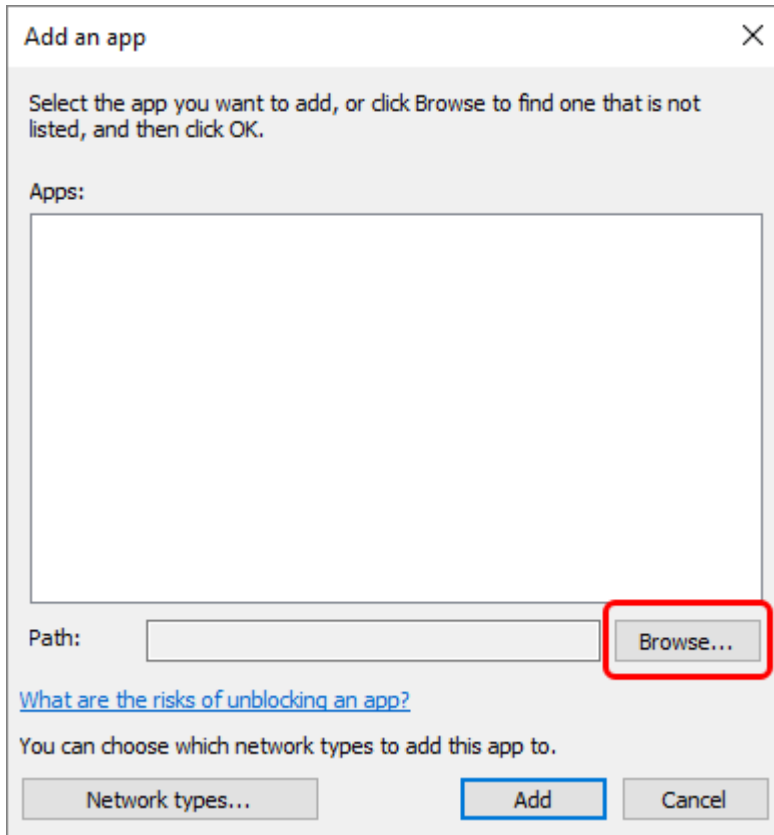 Add an app
Select the app you want to add, or click Browse to find one that is not
listed, and then click OK.
Apps:
Path:
Browse...
What are the risks of unblocking an app?
You can choose which network types to add this app to.
Network types...
Add
Cancel